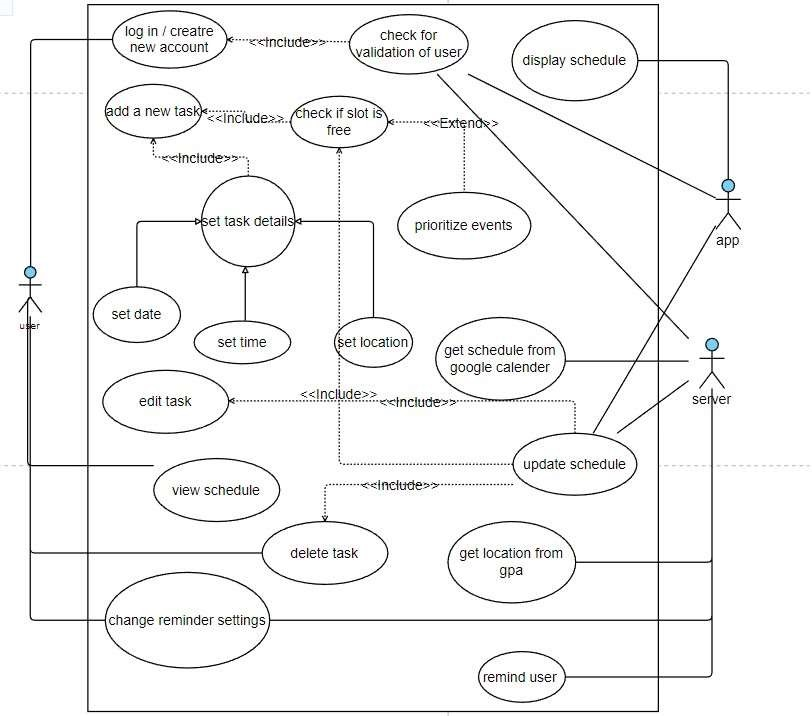 log in / creatre
new account
<<Include>>
check for
validation of user
display schedule
add a new task
<<Include>>
check if slot is
free
<<Extend>>
<<Include>>
set task details
prioritize events
app
user
set date
set time
set location
get schedule from
google calender
server
edit task
<<Include>>
<<Include>>
update schedule
view schedule
<<Include>>
delete task
get location from
gpa
change reminder settings
remind user